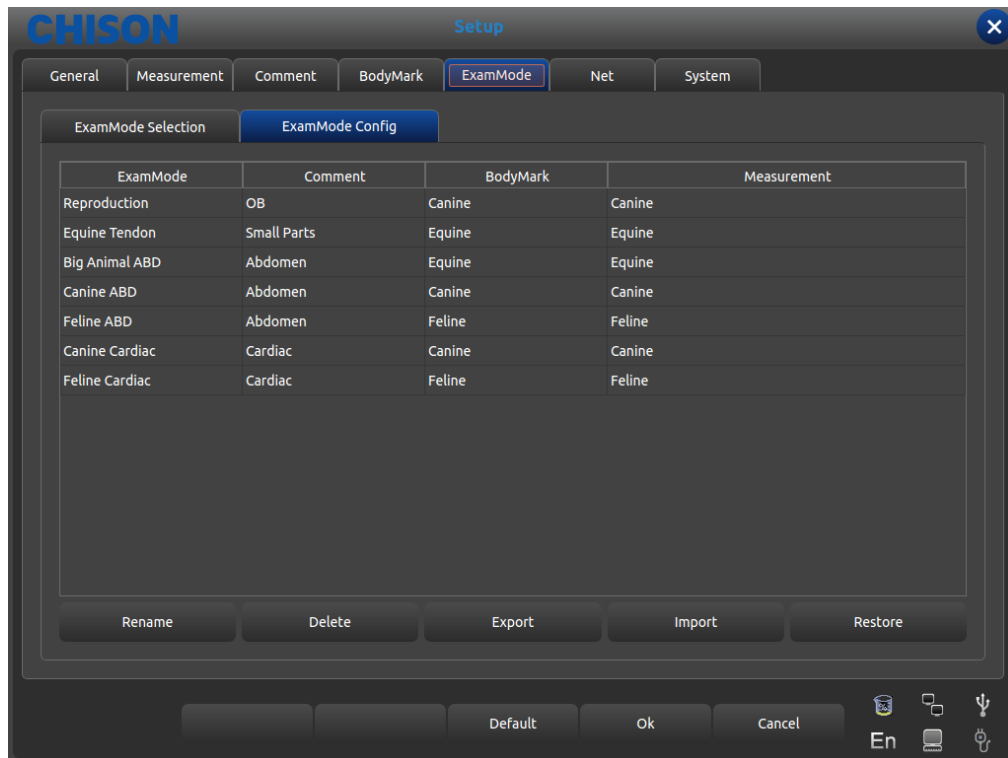 CHISON Setup
General Measurement Comment BodyMark ExamMode Net System
ExamMode Selection ExamMode Config
ExamMode Comment BodyMark Measurement
Reproduction OB Canine Canine
Equine Tendon Small Parts Equine Equine
Big Animal ABD Abdomen Equine Equine
Canine ABD Abdomen Canine Canine
Feline ABD Abdomen Feline Feline
Canine Cardiac Cardiac Canine Canine
Feline Cardiac Cardiac Feline Feline
Rename Delete Export Import Restore
Default Ok Cancel
En